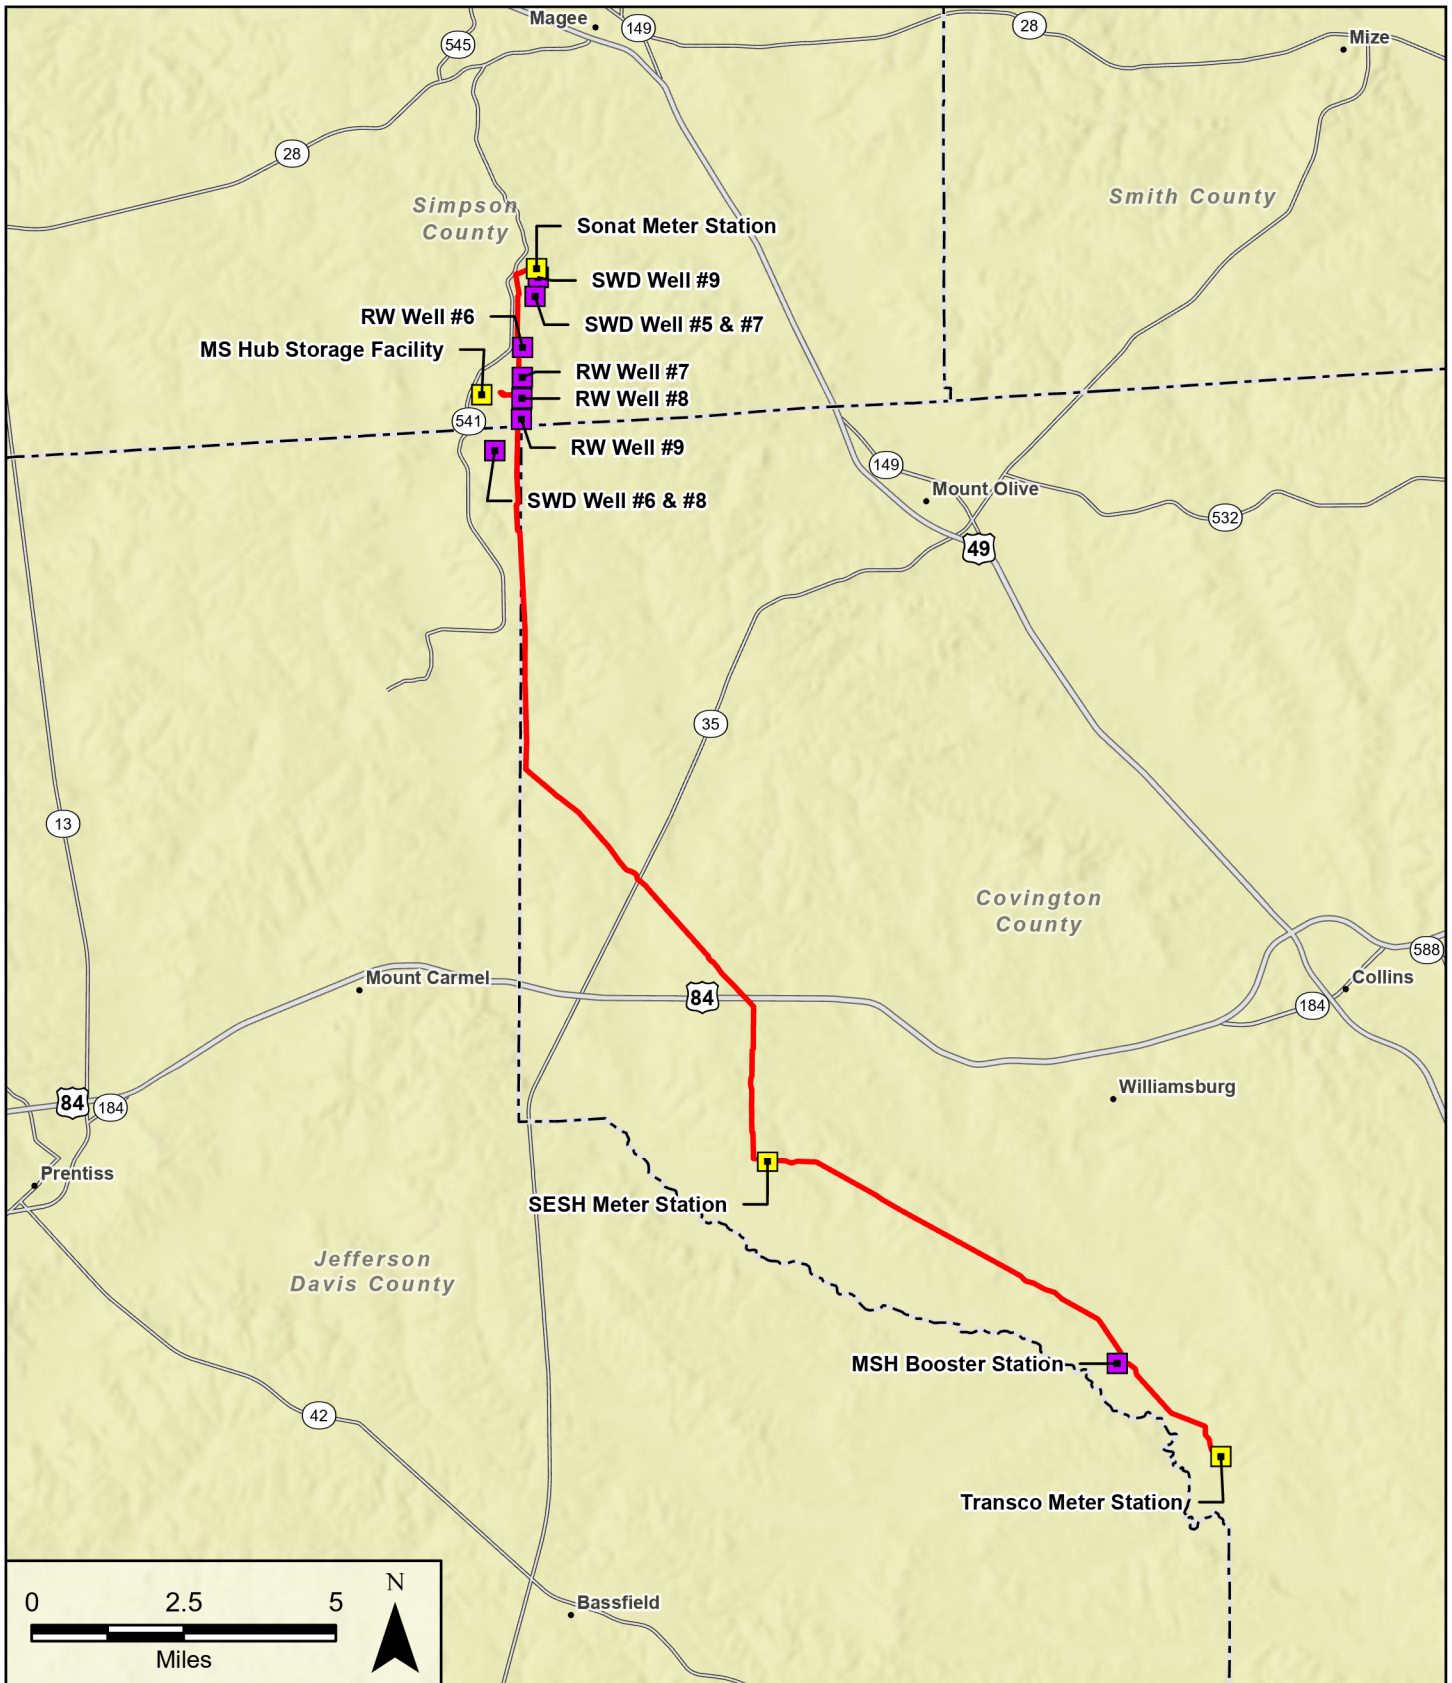 Magee
149
28
Mize
545
28
Simpson
County
Smith County
Sonat Meter Station
SWD Well #9
RW Well #6
SWD Well #5 & #7
MS Hub Storage Facility
RW Well #7
RW Well #8
541
RW Well #9
149
Mount Olive
SWD Well #6 & #8
532
49
35
13
Covington
County
588
Mount Carmel
Collins
84
184
Williamsburg
84
184
Prentiss
SESH Meter Station
Jefferson
Davis County
MSH Booster Station
42
Transco Meter Station
Bassfield
0 2.5 5
Miles
N